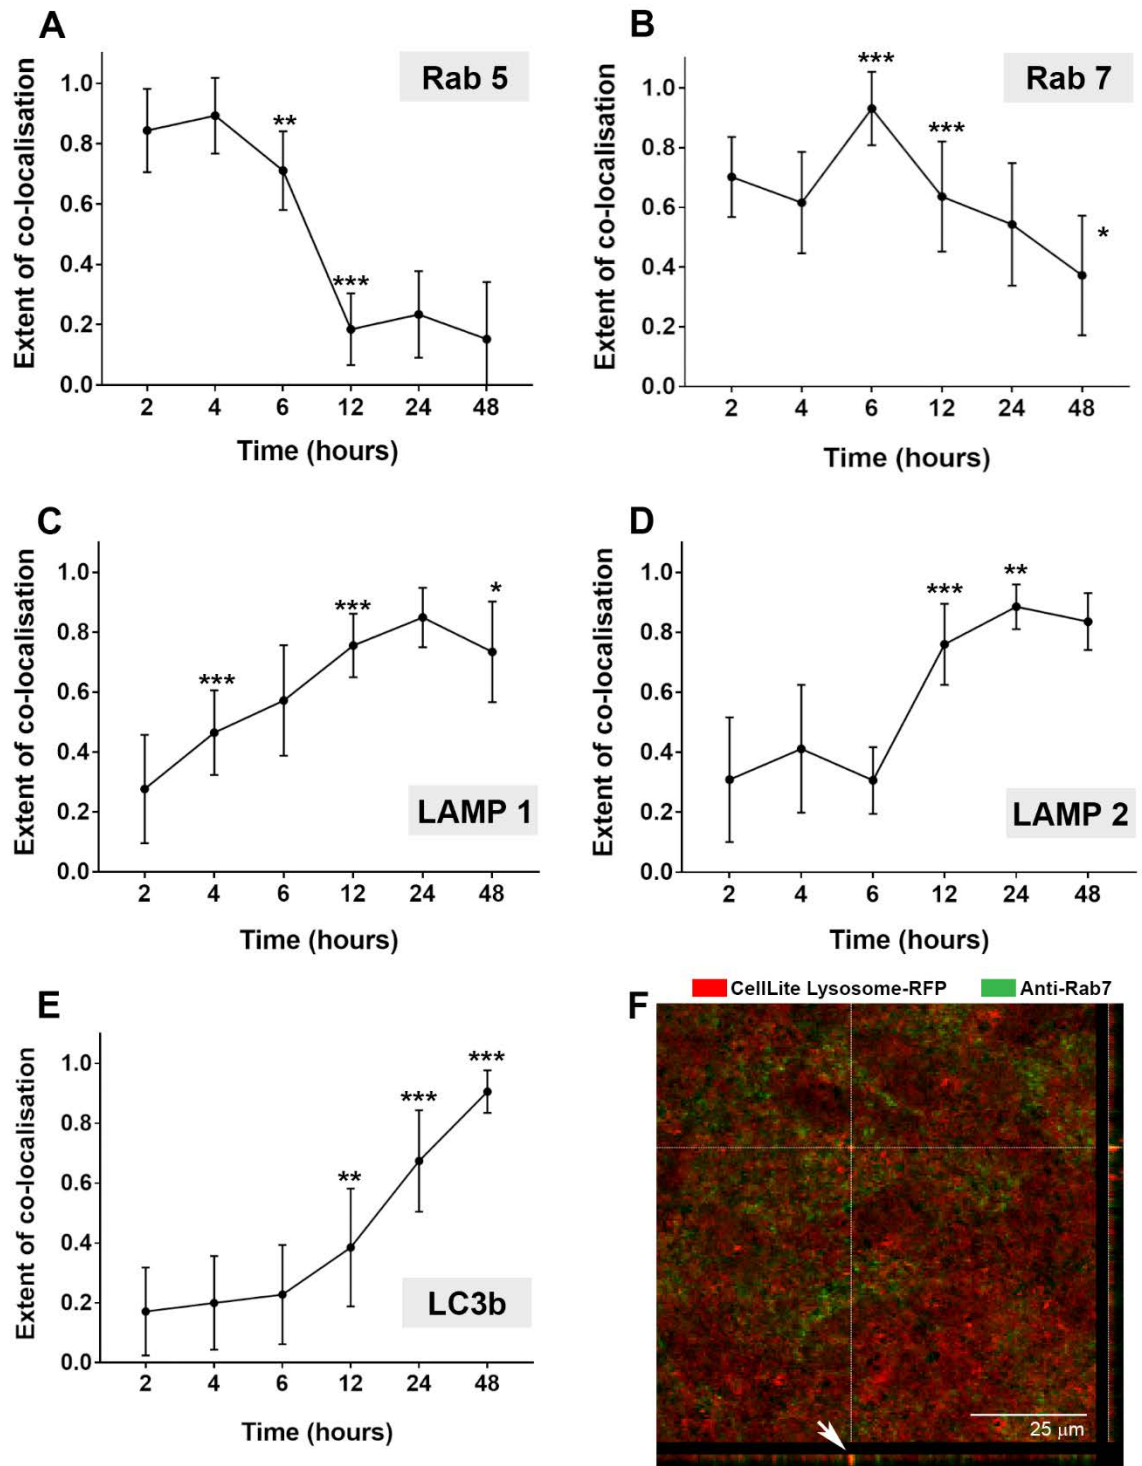 A
Rab 5
Extent of co-localisation
1.0
0.8
0.6
0.4
0.2
0.0
**
***
2 4 6 12 24 48
Time (hours)
B
Rab 7
Extent of co-localisation
1.0
0.8
0.6
0.4
0.2
0.0
***
***
*
2 4 6 12 24 48
Time (hours)
C
LAMP 1
Extent of co-localisation
1.0
0.8
0.6
0.4
0.2
0.0
***
***
*
2 4 6 12 24 48
Time (hours)
D
LAMP 2
Extent of co-localisation
1.0
0.8
0.6
0.4
0.2
0.0
***
**
2 4 6 12 24 48
Time (hours)
E
LC3b
Extent of co-localisation
1.0
0.8
0.6
0.4
0.2
0.0
**
***
***
2 4 6 12 24 48
Time (hours)
F
CellLite Lysosome-RFP Anti-Rab7
25 μm